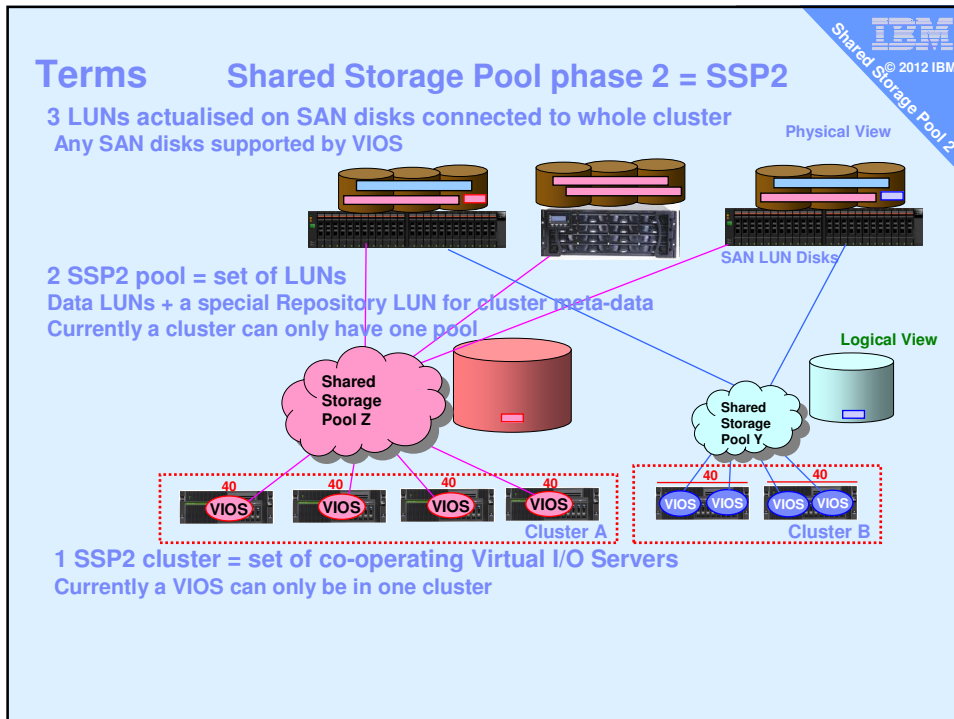 IBM
© 2012 IBM
Shared Storage Pool 2
Terms Shared Storage Pool phase 2 = SSP2
3 LUNs actualised on SAN disks connected to whole cluster
Any SAN disks supported by VIOS
Physical View
SAN LUN Disks
2 SSP2 pool = set of LUNs
Data LUNs + a special Repository LUN for cluster meta-data
Currently a cluster can only have one pool
Logical View
Shared
Storage
Pool Z
Shared
Storage
Pool Y
40 40 40 40 40 40
VIOS VIOS VIOS VIOS VIOS VIOS VIOS VIOS
Cluster A Cluster B
1 SSP2 cluster = set of co-operating Virtual I/O Servers
Currently a VIOS can only be in one cluster